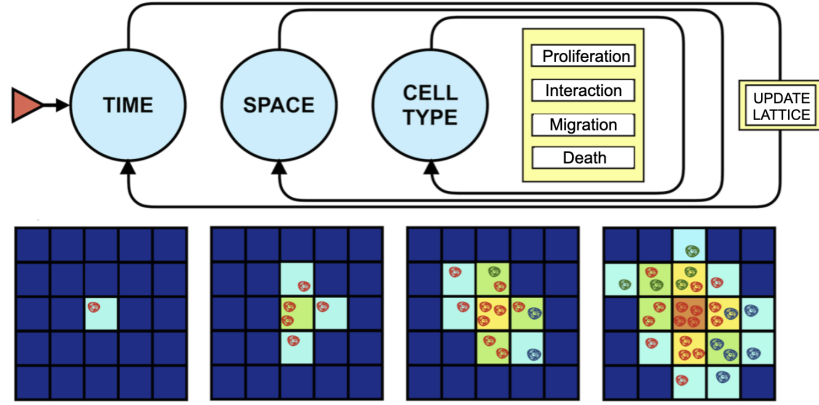 TIME
SPACE
CELL
TYPE
Proliferation
Interaction
Migration
Death
UPDATE
LATTICE